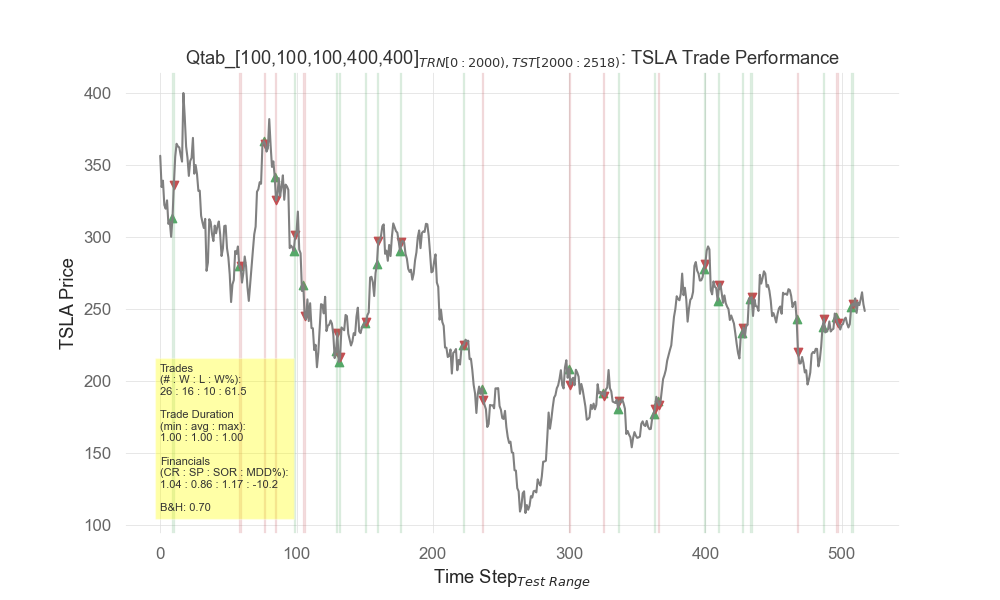 Qtab_[100,100,100,400,400]TRN[0 : 2000), TST[2000 : 2518): TSLA Trade Performance
400
350
300
250
200
150
100
TSLA Price
Trades
(# : W : L : W%):
26 : 16 : 10 : 61.5
Trade Duration
(min : avg : max):
1.00 : 1.00 : 1.00
Financials
(CR : SP : SOR : MDD%):
1.04 : 0.86 : 1.17 : -10.2
B&H: 0.70
0 100 200 300 400 500
Time StepTest Range